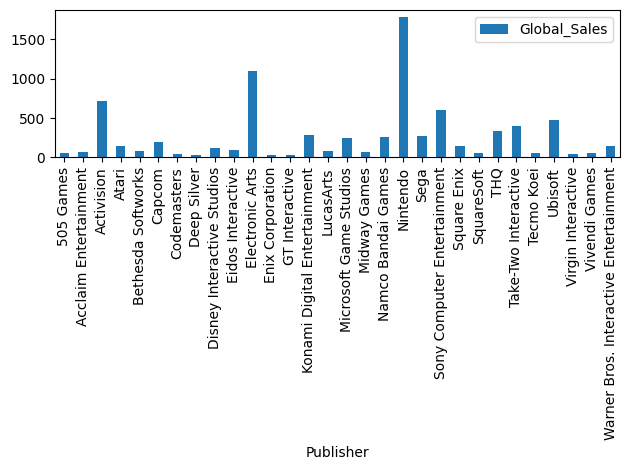 Global_Sales
1500
1000
500
0
505 Games
Acclaim Entertainment
Activision
Atari
Bethesda Softworks
Capcom
Codemasters
Deep Silver
Disney Interactive Studios
Eidos Interactive
Electronic Arts
Enix Corporation
GT Interactive
Konami Digital Entertainment
LucasArts
Microsoft Game Studios
Midway Games
Namco Bandai Games
Nintendo
Sega
Sony Computer Entertainment
Square Enix
SquareSoft
THQ
Take-Two Interactive
Tecmo Koei
Ubisoft
Virgin Interactive
Vivendi Games
Warner Bros. Interactive Entertainment
Publisher